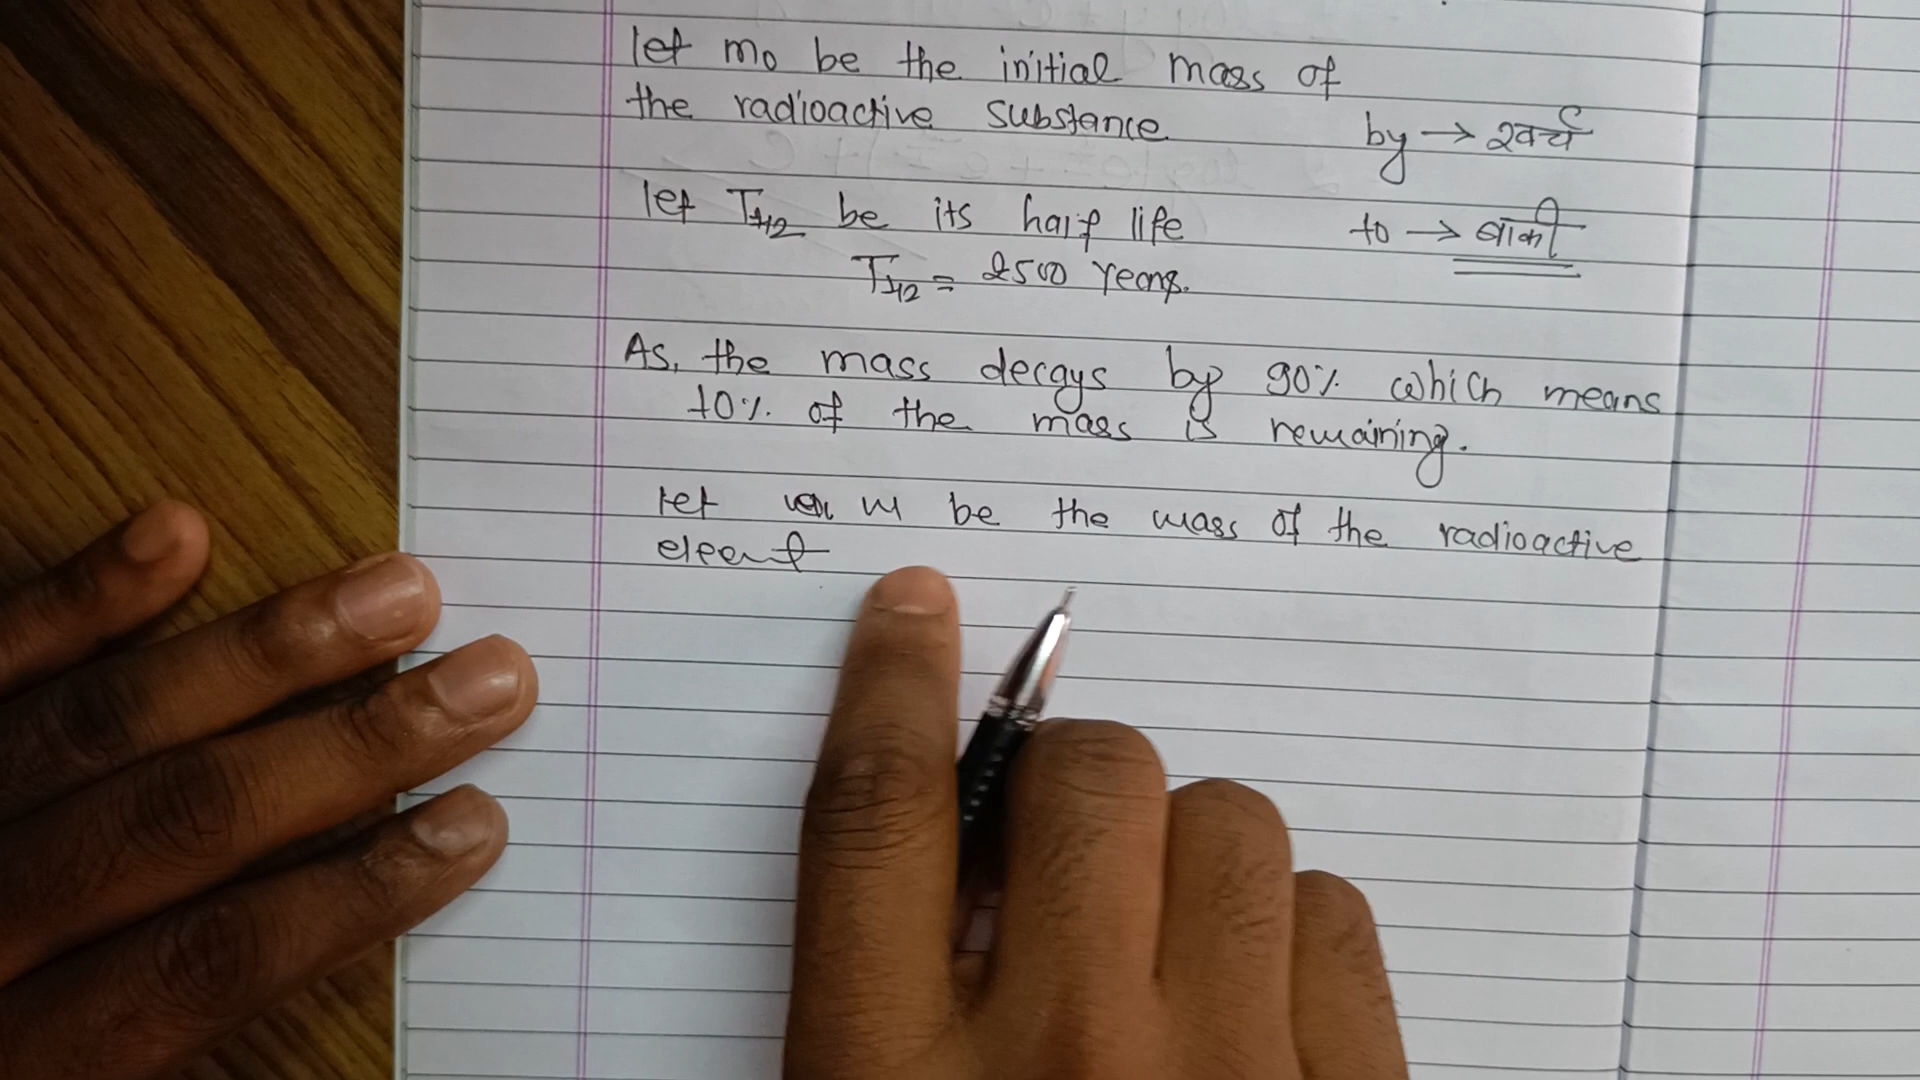 let m₀ be the initial mass of
the radioactive substance
by → खर्च
let T1/2 be its half life
to → बाकी
T1/2 = 2500 Years.
As, the mass decays by 90% which means
10% of the mass is remaining.
let m be the mass of the radioactive